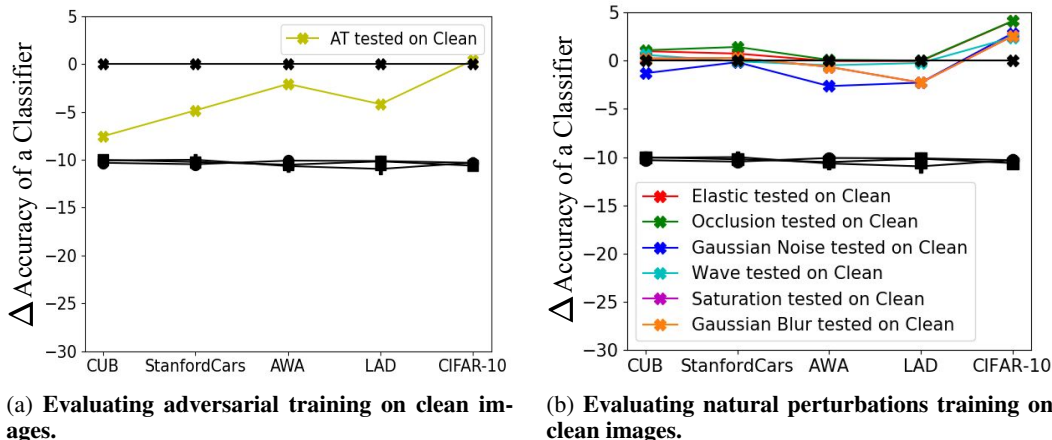 Δ Accuracy of a Classifier
5
0
−5
−10
−15
−20
−25
−30
AT tested on Clean
CUB StanfordCars AWA LAD CIFAR-10
(a) Evaluating adversarial training on clean im-
ages.
Δ Accuracy of a Classifier
5
0
−5
−10
−15
−20
−25
−30
Elastic tested on Clean
Occlusion tested on Clean
Gaussian Noise tested on Clean
Wave tested on Clean
Saturation tested on Clean
Gaussian Blur tested on Clean
CUB StanfordCars AWA LAD CIFAR-10
(b) Evaluating natural perturbations training on
clean images.